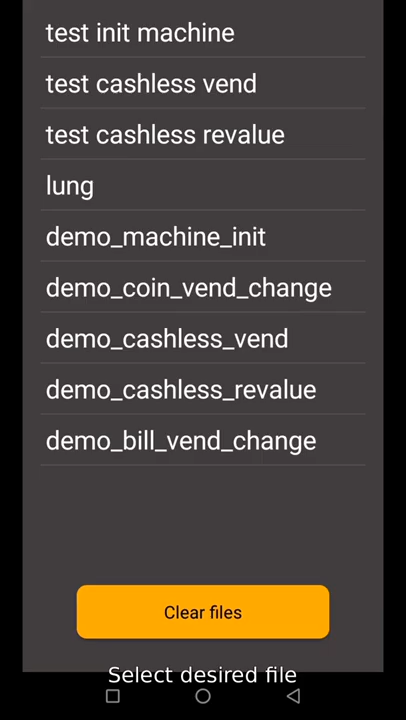 test init machine
test cashless vend
test cashless revalue
lung
demo_machine_init
demo_coin_vend_change
demo_cashless_vend
demo_cashless_revalue
demo_bill_vend_change
Clear files
Select desired file